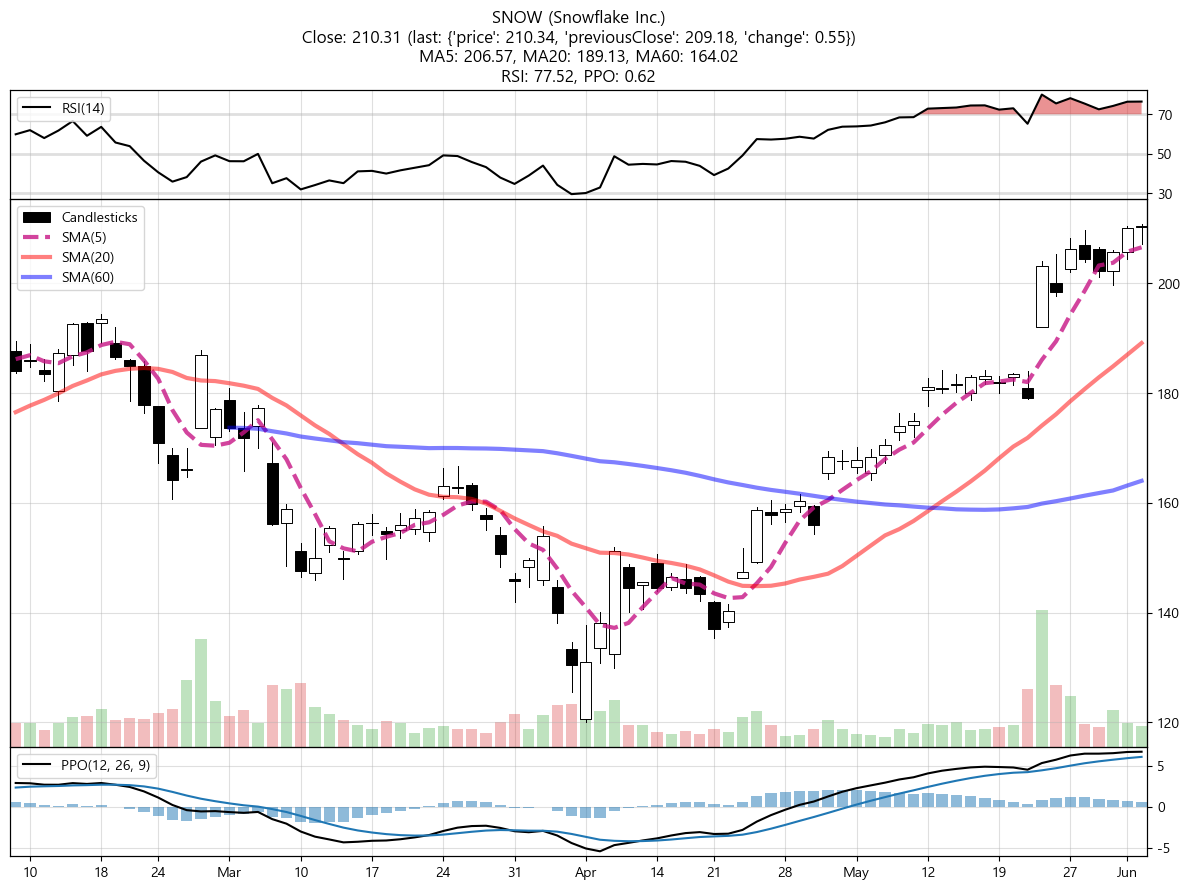 SNOW (Snowflake Inc.)
Close: 210.31 (last: {'price': 210.34, 'previousClose': 209.18, 'change': 0.55})
MA5: 206.57, MA20: 189.13, MA60: 164.02
RSI: 77.52, PPO: 0.62
RSI(14)
70
50
30
Candlesticks
SMA(5)
SMA(20)
SMA(60)
200
180
160
140
120
PPO(12, 26, 9)
5
0
-5
10 18 24 Mar 10 17 24 31 Apr 14 21 28 May 12 19 27 Jun